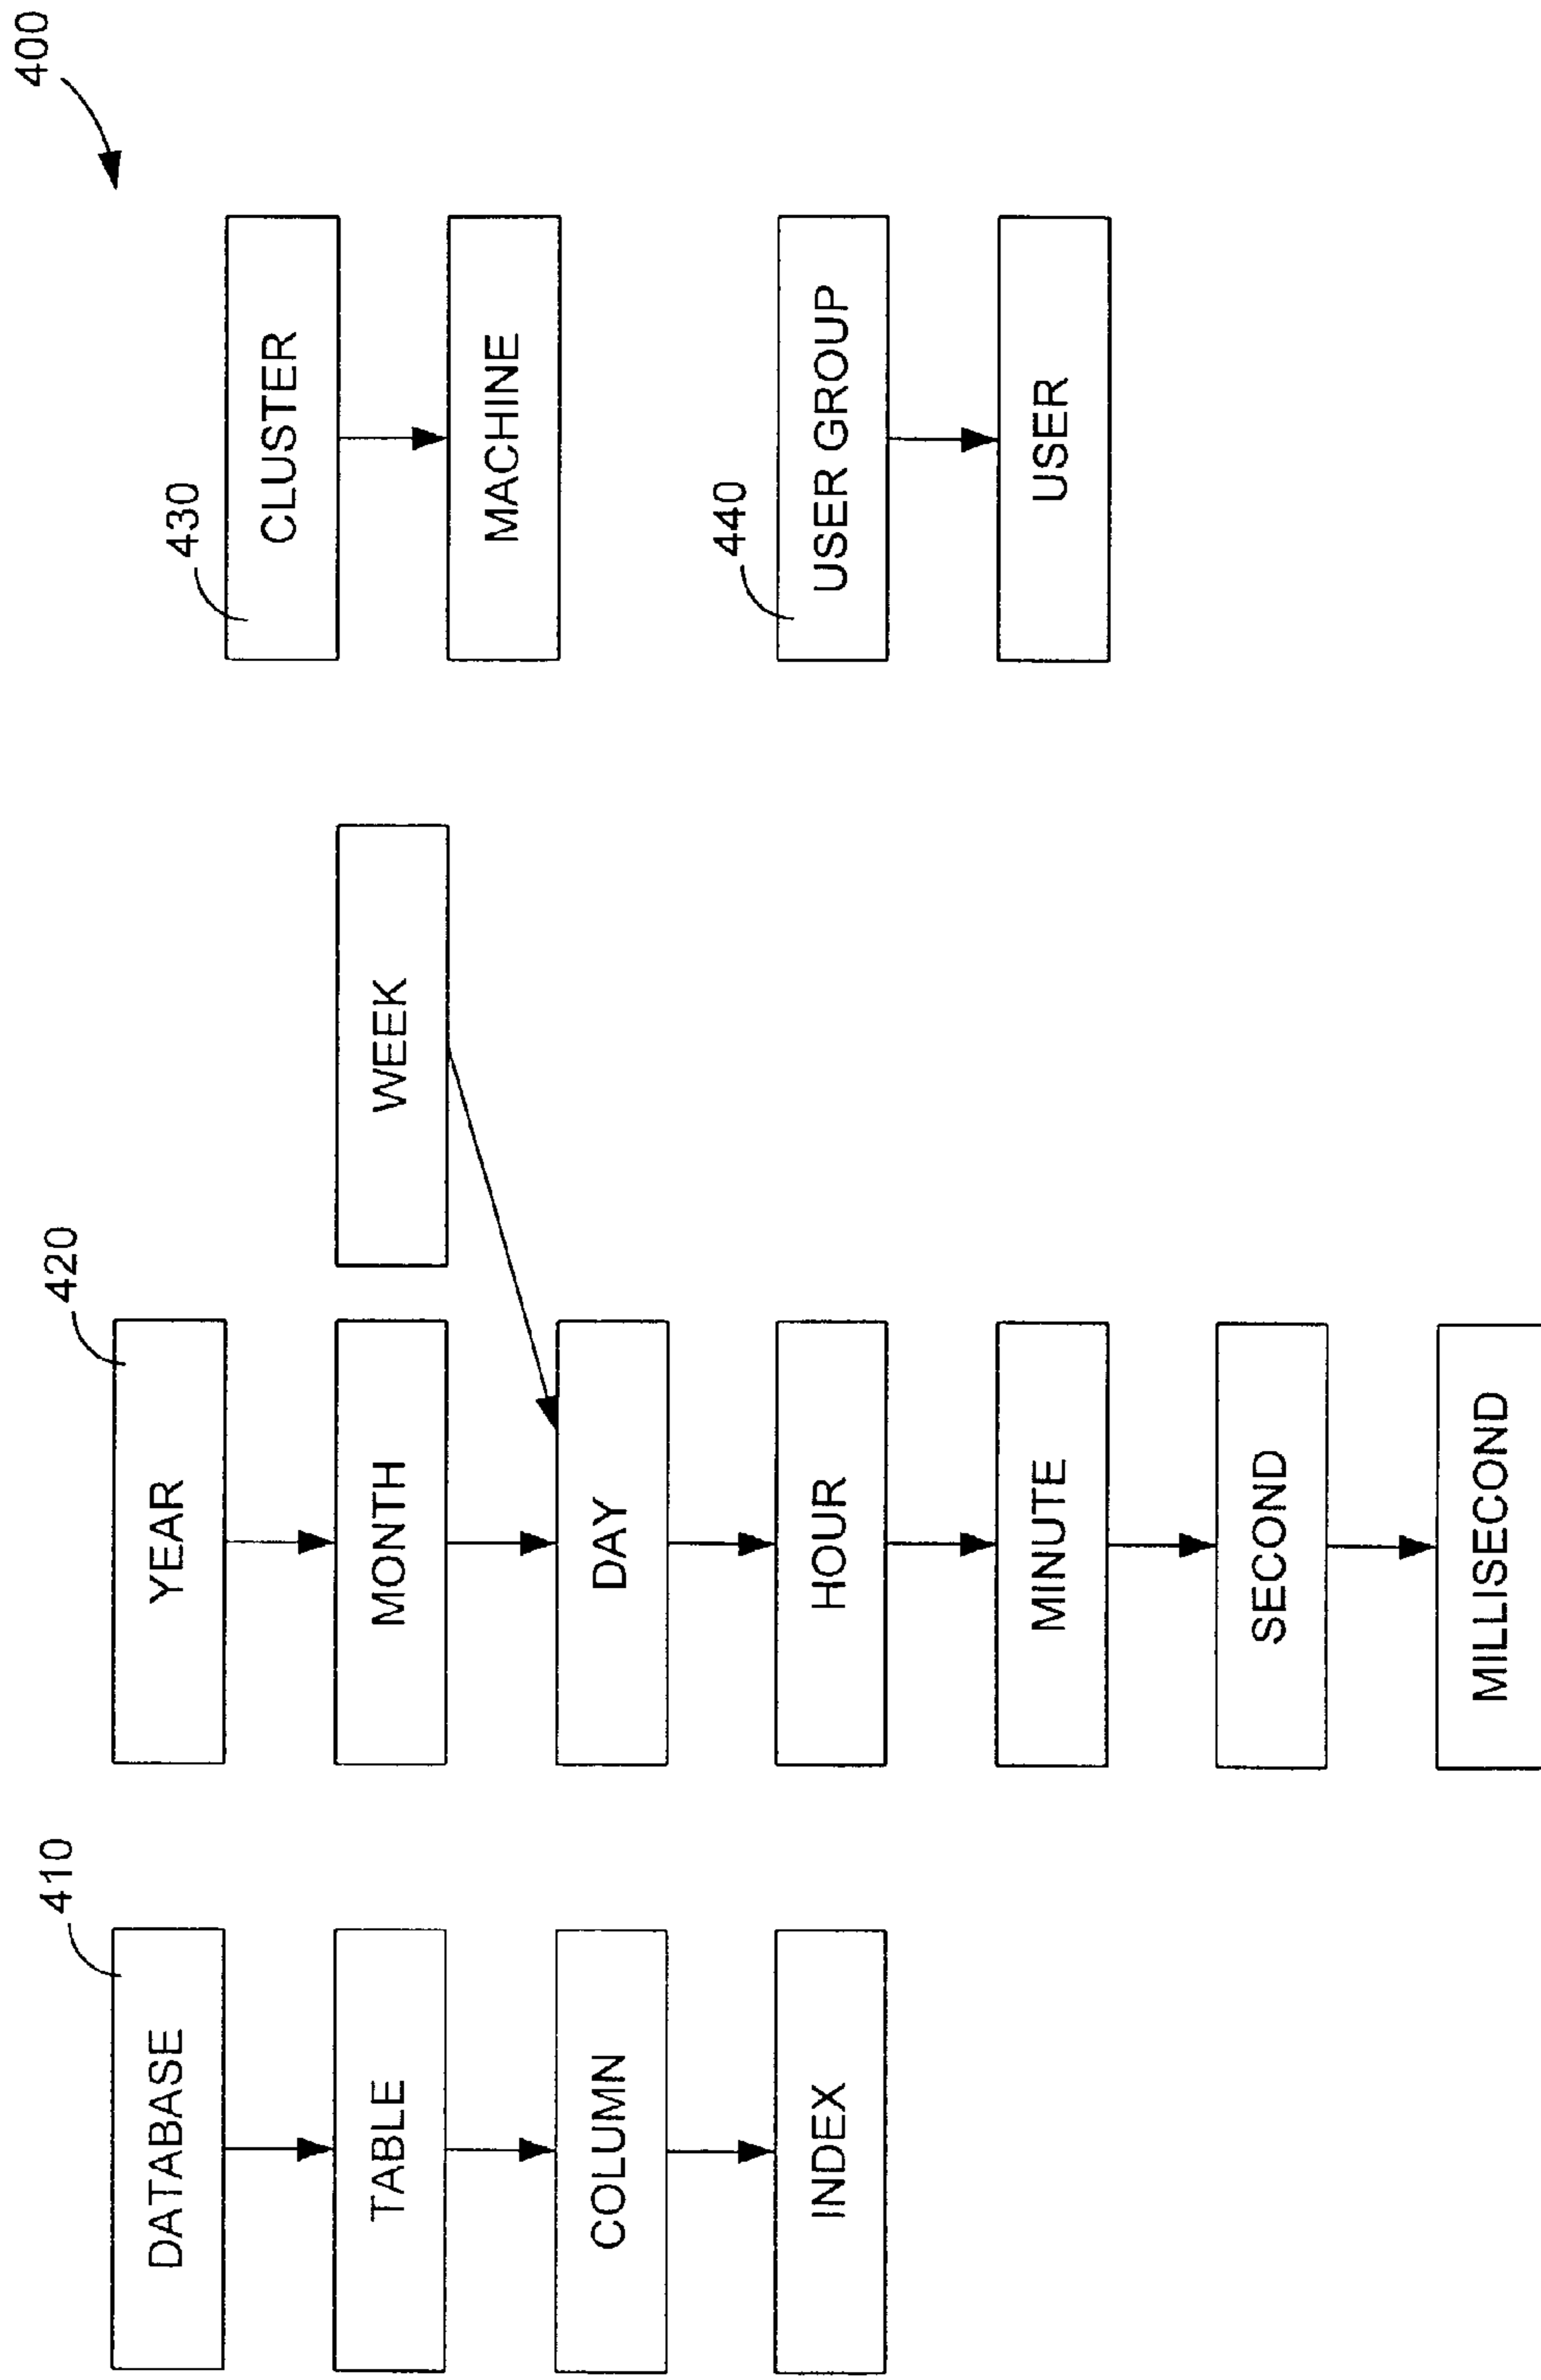 400
410
DATABASE
TABLE
COLUMN
INDEX
420
YEAR
MONTH
WEEK
DAY
HOUR
MINUTE
SECOND
MILLISECOND
430
CLUSTER
MACHINE
440
USER GROUP
USER